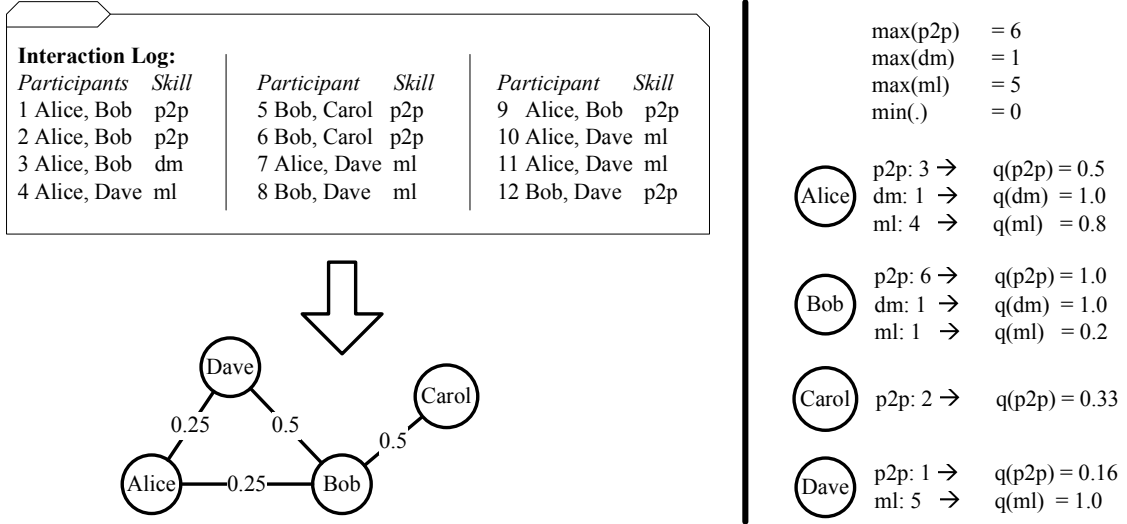 Interaction Log:
Participants Skill
1 Alice, Bob p2p
2 Alice, Bob p2p
3 Alice, Bob dm
4 Alice, Dave ml
Participant Skill
5 Bob, Carol p2p
6 Bob, Carol p2p
7 Alice, Dave ml
8 Bob, Dave ml
Participant Skill
9 Alice, Bob p2p
10 Alice, Dave ml
11 Alice, Dave ml
12 Bob, Dave p2p
Dave
Carol
0.25
0.5
0.5
Alice
0.25
Bob
max(p2p) = 6
max(dm) = 1
max(ml) = 5
min(.) = 0
Alice
p2p: 3 → q(p2p) = 0.5
dm: 1 → q(dm) = 1.0
ml: 4 → q(ml) = 0.8
Bob
p2p: 6 → q(p2p) = 1.0
dm: 1 → q(dm) = 1.0
ml: 1 → q(ml) = 0.2
Carol
p2p: 2 → q(p2p) = 0.33
Dave
p2p: 1 → q(p2p) = 0.16
ml: 5 → q(ml) = 1.0